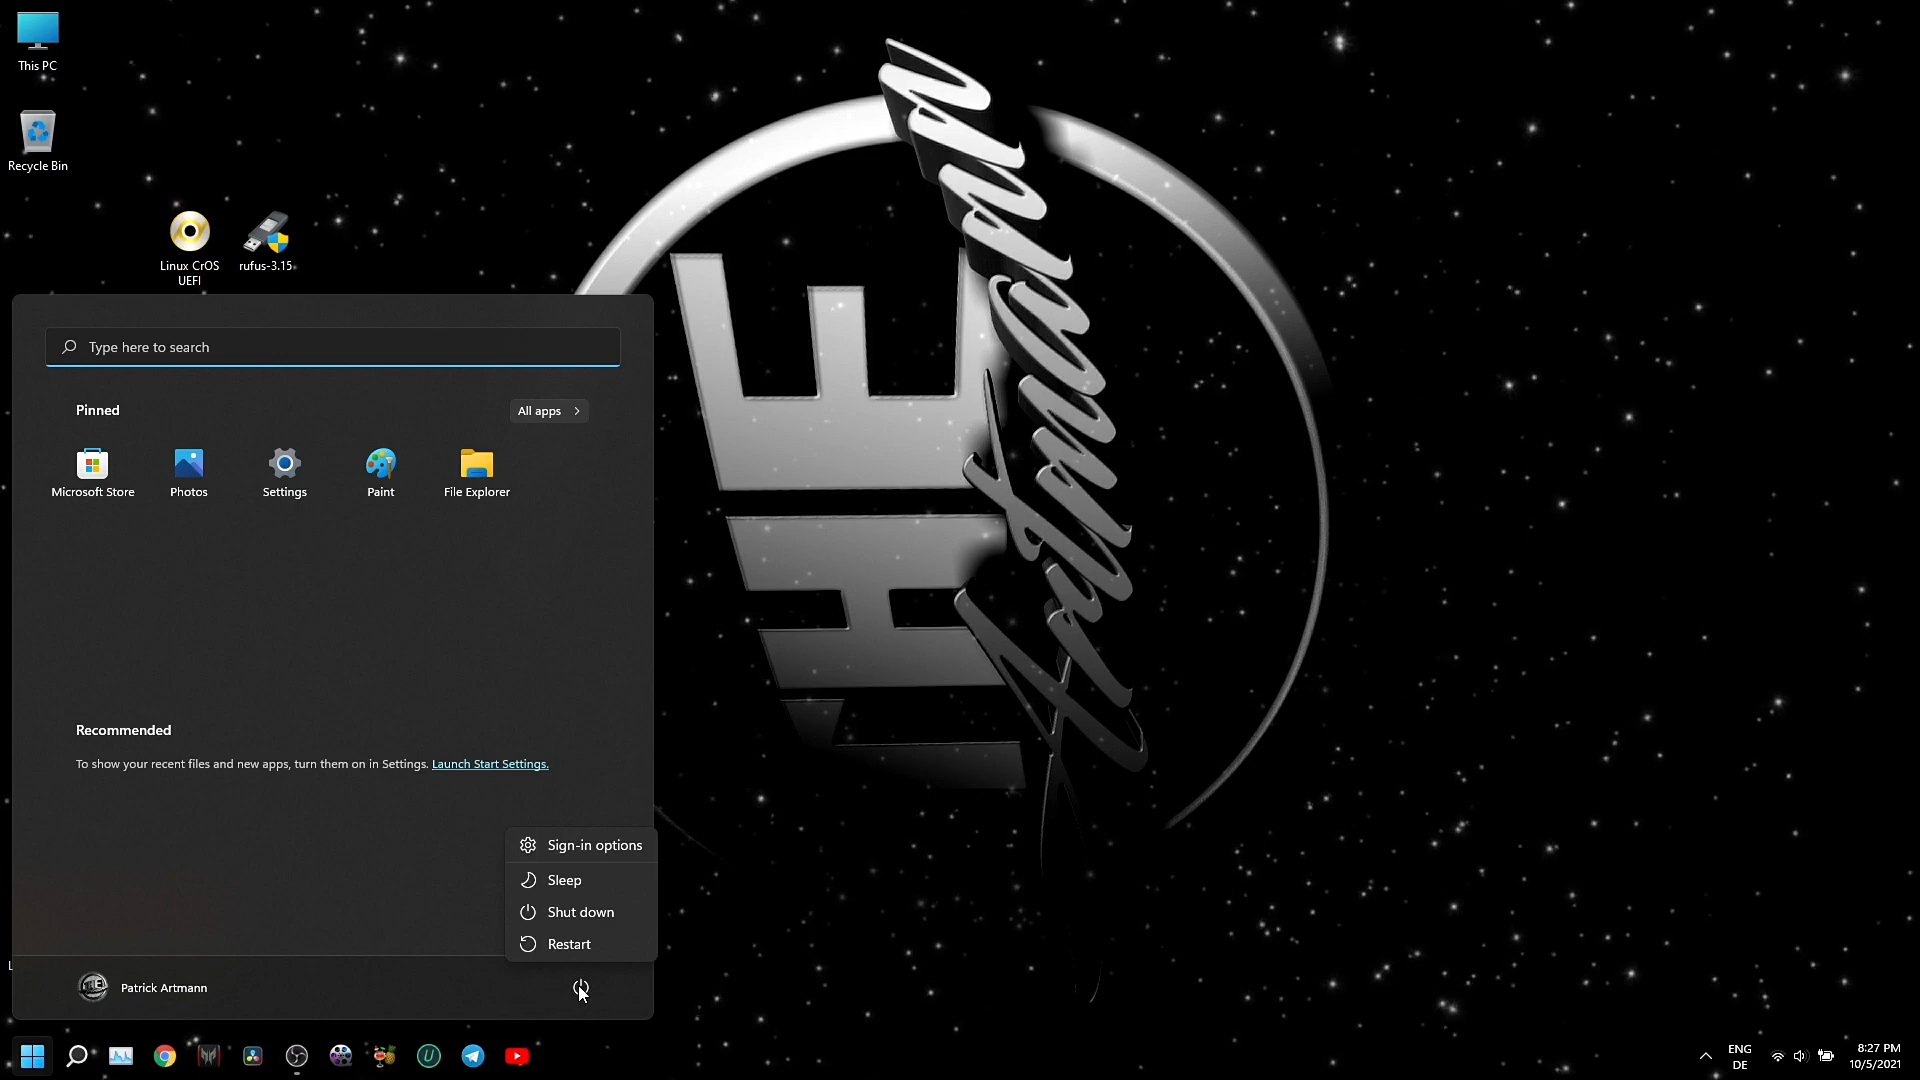 This PC
Recycle Bin
Linux CrOS
UEFI
rufus-3.15
Type here to search
Pinned
All apps
Microsoft Store
Photos
Settings
Paint
File Explorer
Recommended
To show your recent files and new apps, turn them on in Settings. Launch Start Settings.
Sign-in options
Sleep
Shut down
Restart
Patrick Artmann
THE
Artmann
ENG
DE
8:27 PM
10/5/2021